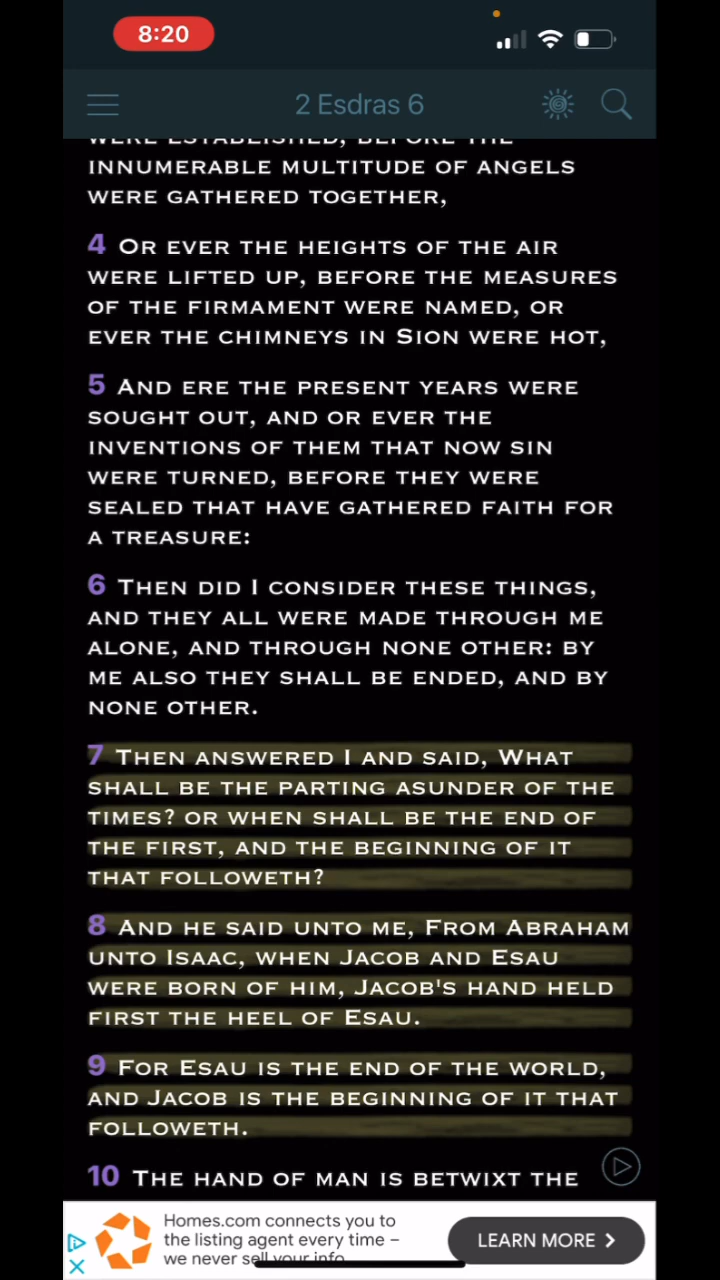 8:20
2 Esdras 6
WERE ESTABLISHED, BEFORE THE
INNUMERABLE MULTITUDE OF ANGELS
WERE GATHERED TOGETHER,
4 OR EVER THE HEIGHTS OF THE AIR
WERE LIFTED UP, BEFORE THE MEASURES
OF THE FIRMAMENT WERE NAMED, OR
EVER THE CHIMNEYS IN SION WERE HOT,
5 AND ERE THE PRESENT YEARS WERE
SOUGHT OUT, AND OR EVER THE
INVENTIONS OF THEM THAT NOW SIN
WERE TURNED, BEFORE THEY WERE
SEALED THAT HAVE GATHERED FAITH FOR
A TREASURE:
6 THEN DID I CONSIDER THESE THINGS,
AND THEY ALL WERE MADE THROUGH ME
ALONE, AND THROUGH NONE OTHER: BY
ME ALSO THEY SHALL BE ENDED, AND BY
NONE OTHER.
7 THEN ANSWERED I AND SAID, WHAT
SHALL BE THE PARTING ASUNDER OF THE
TIMES? OR WHEN SHALL BE THE END OF
THE FIRST, AND THE BEGINNING OF IT
THAT FOLLOWETH?
8 AND HE SAID UNTO ME, FROM ABRAHAM
UNTO ISAAC, WHEN JACOB AND ESAU
WERE BORN OF HIM, JACOB'S HAND HELD
FIRST THE HEEL OF ESAU.
9 FOR ESAU IS THE END OF THE WORLD,
AND JACOB IS THE BEGINNING OF IT THAT
FOLLOWETH.
10 THE HAND OF MAN IS BETWIXT THE
Homes.com connects you to
the listing agent every time –
we never sell your info
LEARN MORE